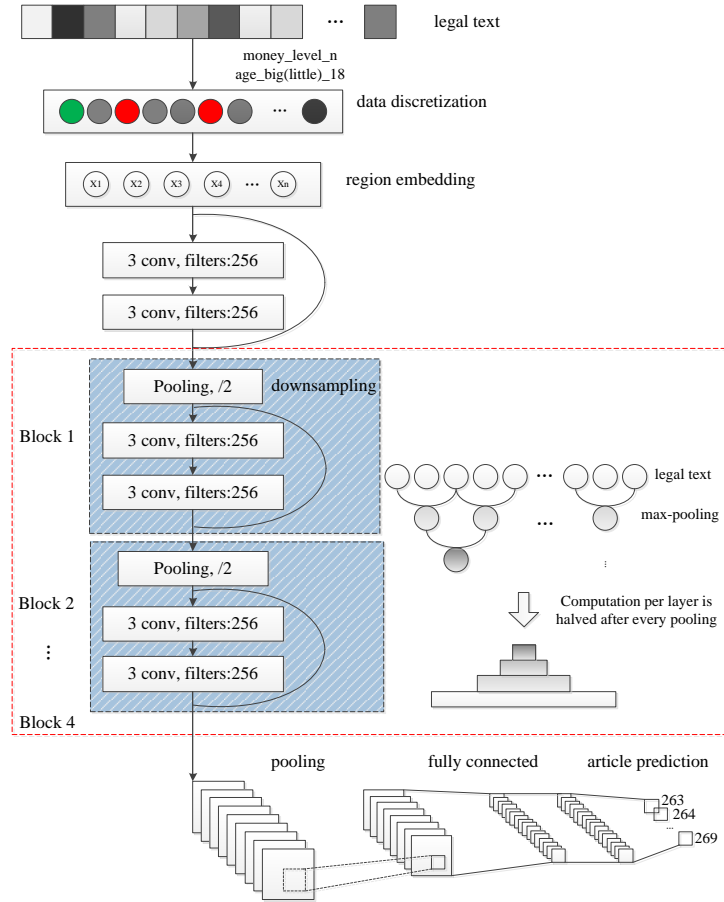 ... legal text
money_level_n
age_big(little)_18
data discretization
...
region embedding
X1 X2 X3 X4 ... Xn
3 conv, filters:256
3 conv, filters:256
Pooling, /2 downsampling
Block 1
3 conv, filters:256
3 conv, filters:256
... legal text
... max-pooling
...
Pooling, /2
Block 2
...
3 conv, filters:256
3 conv, filters:256
Computation per layer is
halved after every pooling
Block 4
pooling fully connected article prediction
263
264
...
269